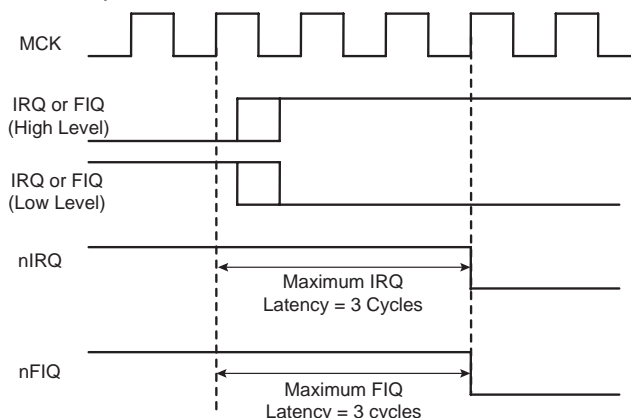 MCK
IRQ or FIQ
(High Level)
IRQ or FIQ
(Low Level)
nIRQ
Maximum IRQ
Latency = 3 Cycles
nFIQ
Maximum FIQ
Latency = 3 cycles